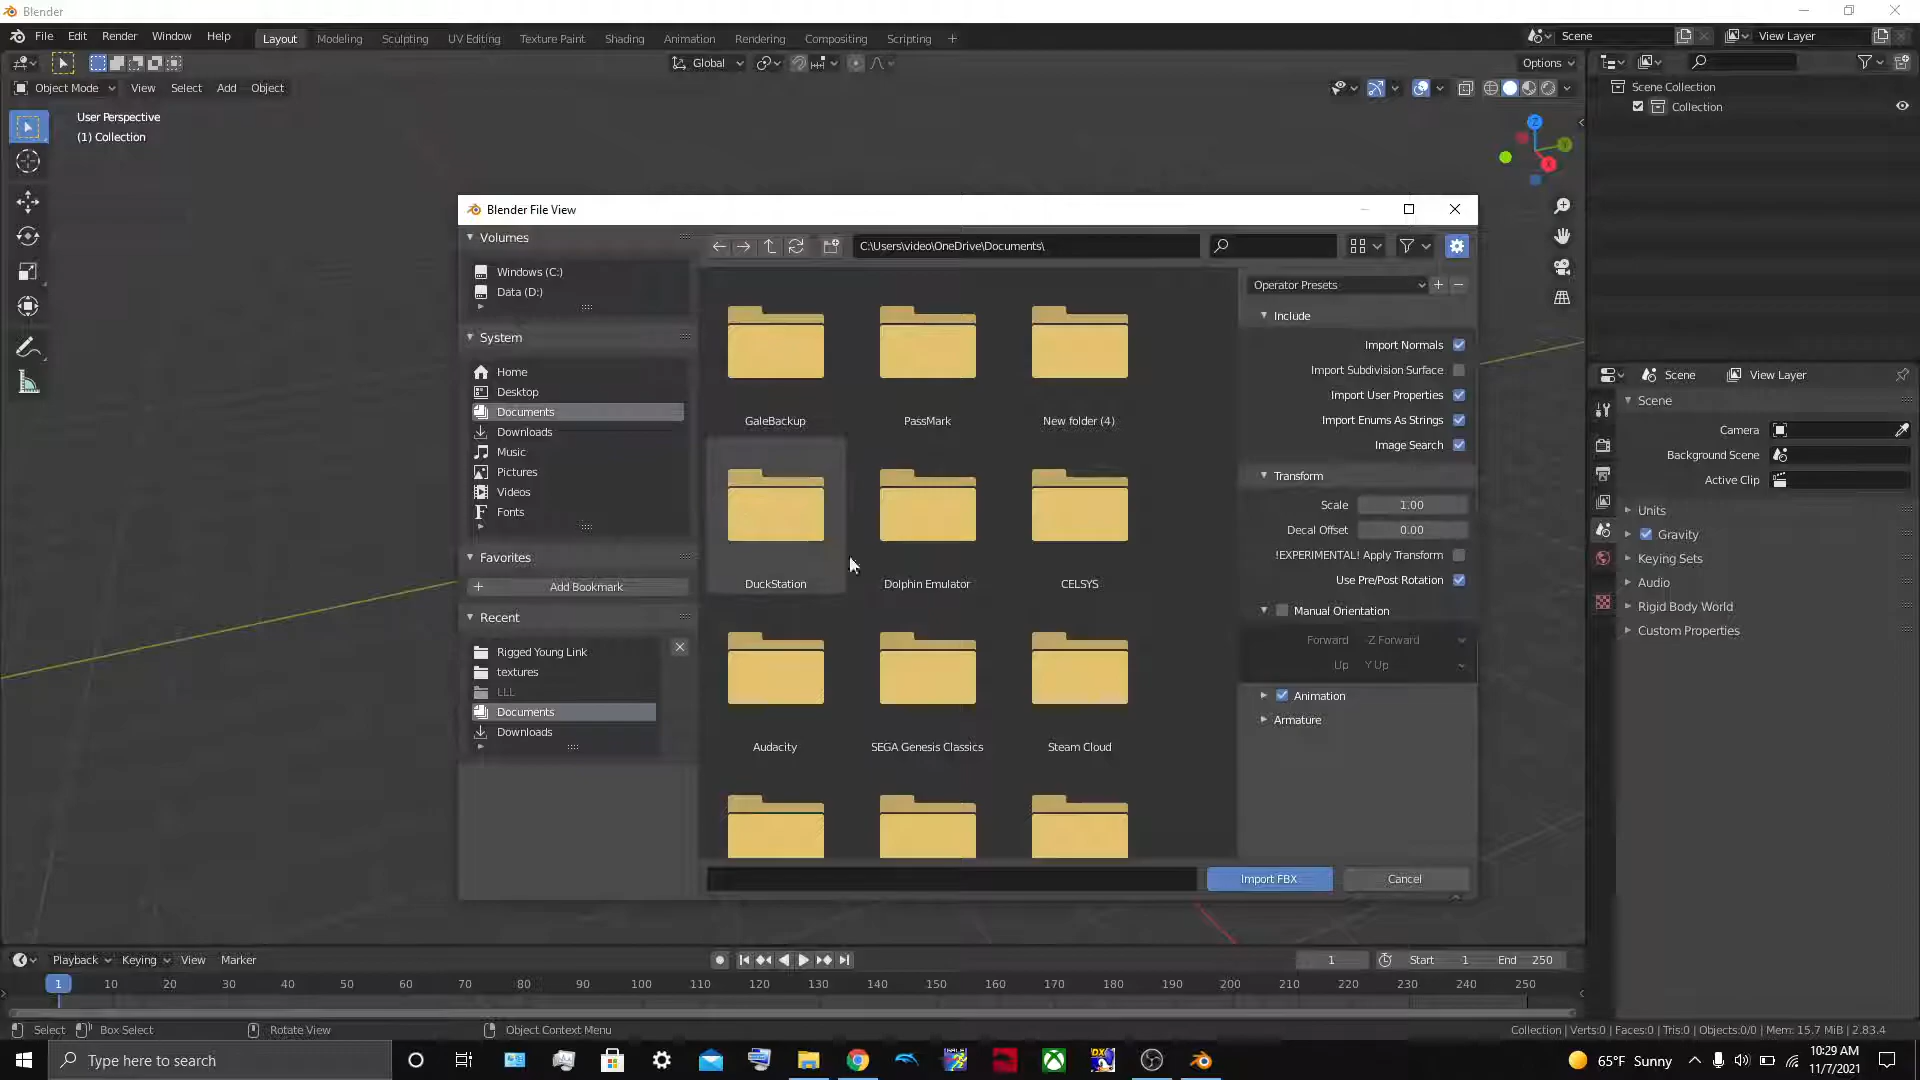 Blender
File Edit Render Window Help Layout Modeling Sculpting UV Editing Texture Paint Shading Animation Rendering Compositing Scripting + Scene View Layer
Global Options
Object Mode View Select Add Object
User Perspective
(1) Collection
Z
Y
X
Scene Collection
Collection
Blender File View
Volumes
Windows (C:)
Data (D:)
System
Home
Desktop
Documents
Downloads
Music
Pictures
Videos
Fonts
Favorites
Add Bookmark
Recent
Rigged Young Link
textures
LLL
Documents
Downloads
C:\Users\video\OneDrive\Documents\
GaleBackup PassMark New folder (4)
DuckStation Dolphin Emulator CELSYS
Audacity SEGA Genesis Classics Steam Cloud
Operator Presets
Include
Import Normals
Import Subdivision Surface
Import User Properties
Import Enums As Strings
Image Search
Transform
Scale 1.00
Decal Offset 0.00
!EXPERIMENTAL! Apply Transform
Use Pre/Post Rotation
Manual Orientation
Forward -Z Forward
Up Y Up
Animation
Armature
Import FBX Cancel
Scene View Layer
Scene
Camera
Background Scene
Active Clip
Units
Gravity
Keying Sets
Audio
Rigid Body World
Custom Properties
Playback Keying View Marker 1 Start 1 End 250
1 10 20 30 40 50 60 70 80 90 100 110 120 130 140 150 160 170 180 190 200 210 220 230 240 250
Select Box Select Rotate View Object Context Menu Collection | Verts:0 | Faces:0 | Tris:0 | Objects:0/0 | Mem: 15.7 MiB | 2.83.4
Type here to search 65°F Sunny 10:29 AM
11/7/2021